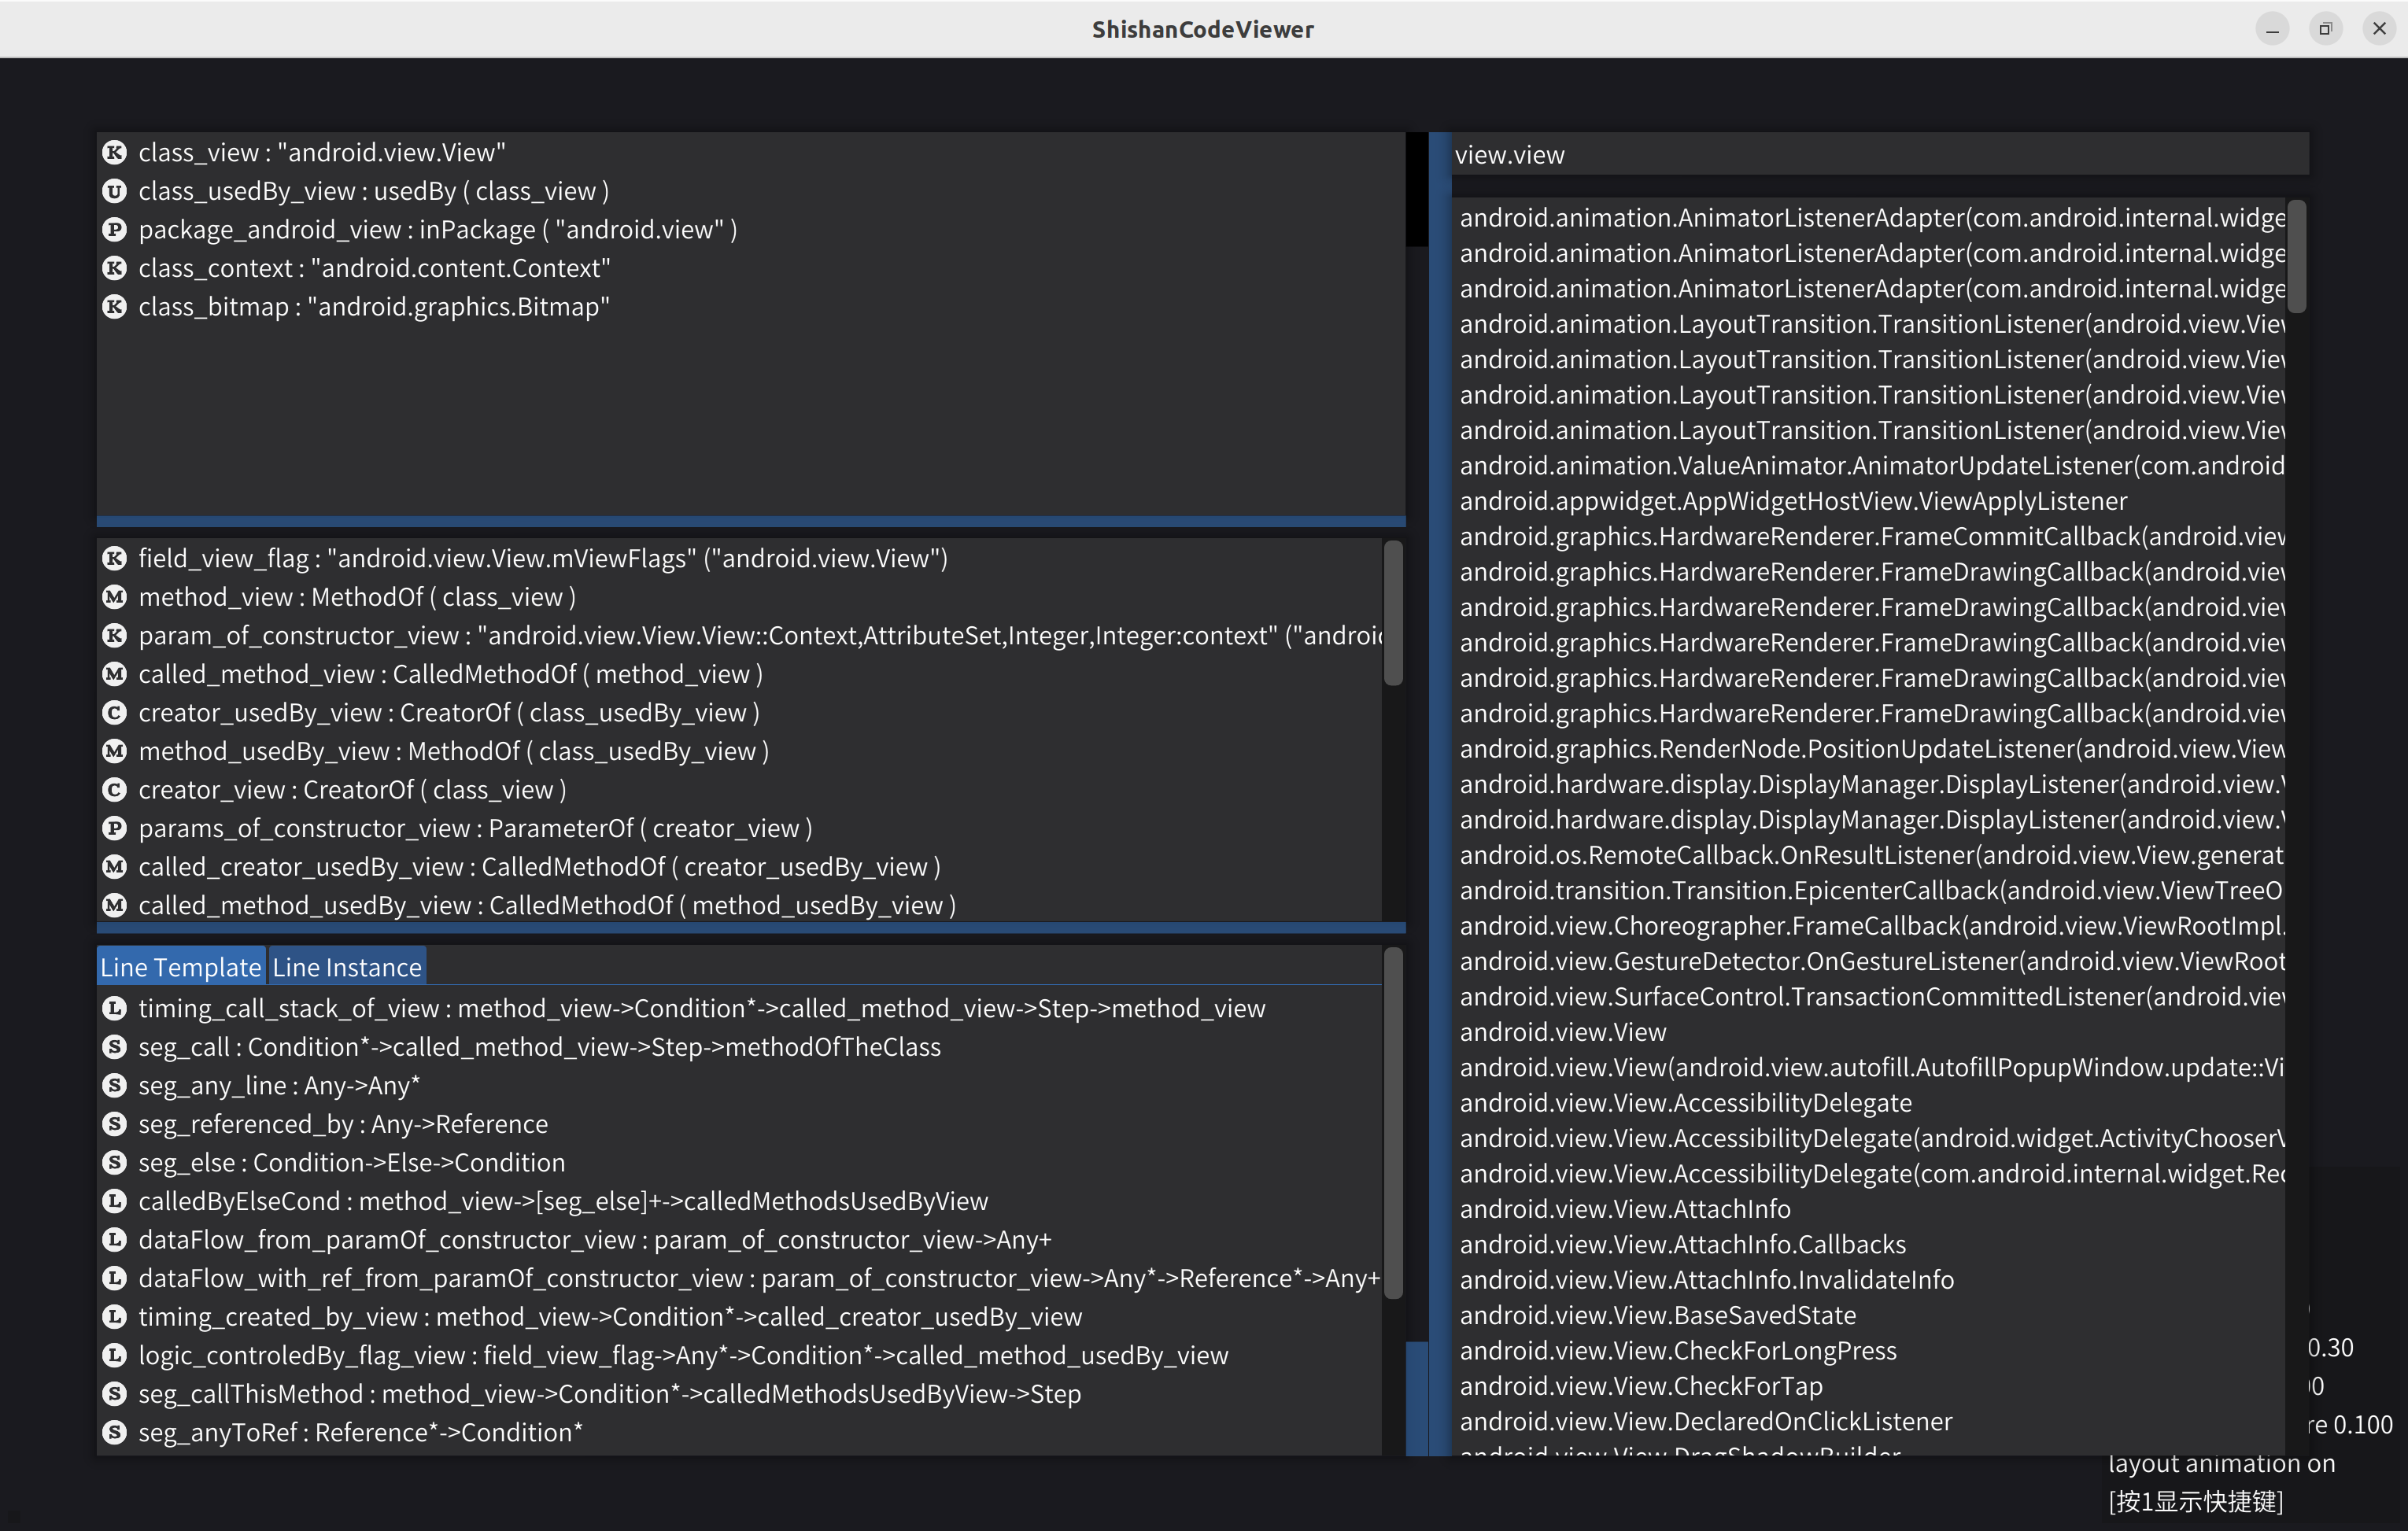 ShishanCodeViewer
K class_view : "android.view.View"
U class_usedBy_view : usedBy ( class_view )
P package_android_view : inPackage ( "android.view" )
K class_context : "android.content.Context"
K class_bitmap : "android.graphics.Bitmap"
K field_view_flag : "android.view.View.mViewFlags" ("android.view.View")
M method_view : MethodOf ( class_view )
K param_of_constructor_view : "android.view.View.View::Context,AttributeSet,Integer,Integer:context" ("androi
M called_method_view : CalledMethodOf ( method_view )
C creator_usedBy_view : CreatorOf ( class_usedBy_view )
M method_usedBy_view : MethodOf ( class_usedBy_view )
C creator_view : CreatorOf ( class_view )
P params_of_constructor_view : ParameterOf ( creator_view )
M called_creator_usedBy_view : CalledMethodOf ( creator_usedBy_view )
M called_method_usedBy_view : CalledMethodOf ( method_usedBy_view )
Line Template Line Instance
L timing_call_stack_of_view : method_view->Condition*->called_method_view->Step->method_view
S seg_call : Condition*->called_method_view->Step->methodOfTheClass
S seg_any_line : Any->Any*
S seg_referenced_by : Any->Reference
S seg_else : Condition->Else->Condition
L calledByElseCond : method_view->[seg_else]+->calledMethodsUsedByView
L dataFlow_from_paramOf_constructor_view : param_of_constructor_view->Any+
L dataFlow_with_ref_from_paramOf_constructor_view : param_of_constructor_view->Any*->Reference*->Any+
L timing_created_by_view : method_view->Condition*->called_creator_usedBy_view
L logic_controledBy_flag_view : field_view_flag->Any*->Condition*->called_method_usedBy_view
S seg_callThisMethod : method_view->Condition*->calledMethodsUsedByView->Step
S seg_anyToRef : Reference*->Condition*
view.view
android.animation.AnimatorListenerAdapter(com.android.internal.widge
android.animation.AnimatorListenerAdapter(com.android.internal.widge
android.animation.AnimatorListenerAdapter(com.android.internal.widge
android.animation.LayoutTransition.TransitionListener(android.view.View
android.animation.LayoutTransition.TransitionListener(android.view.View
android.animation.LayoutTransition.TransitionListener(android.view.View
android.animation.LayoutTransition.TransitionListener(android.view.View
android.animation.ValueAnimator.AnimatorUpdateListener(com.android
android.appwidget.AppWidgetHostView.ViewApplyListener
android.graphics.HardwareRenderer.FrameCommitCallback(android.view
android.graphics.HardwareRenderer.FrameDrawingCallback(android.view
android.graphics.HardwareRenderer.FrameDrawingCallback(android.view
android.graphics.HardwareRenderer.FrameDrawingCallback(android.view
android.graphics.HardwareRenderer.FrameDrawingCallback(android.view
android.graphics.HardwareRenderer.FrameDrawingCallback(android.view
android.graphics.RenderNode.PositionUpdateListener(android.view.View
android.hardware.display.DisplayManager.DisplayListener(android.view.
android.hardware.display.DisplayManager.DisplayListener(android.view.
android.os.RemoteCallback.OnResultListener(android.view.View.generat
android.transition.Transition.EpicenterCallback(android.view.ViewTreeO
android.view.Choreographer.FrameCallback(android.view.ViewRootImpl.
android.view.GestureDetector.OnGestureListener(android.view.ViewRoot
android.view.SurfaceControl.TransactionCommittedListener(android.view
android.view.View
android.view.View(android.view.autofill.AutofillPopupWindow.update::Vi
android.view.View.AccessibilityDelegate
android.view.View.AccessibilityDelegate(android.widget.ActivityChooserV
android.view.View.AccessibilityDelegate(com.android.internal.widget.Rec
android.view.View.AttachInfo
android.view.View.AttachInfo.Callbacks
android.view.View.AttachInfo.InvalidateInfo
android.view.View.BaseSavedState
android.view.View.CheckForLongPress
android.view.View.CheckForTap
android.view.View.DeclaredOnClickListener
android.view.View.DragShadowBuilder
0.30
re 0.100
layout animation on
[按1显示快捷键]